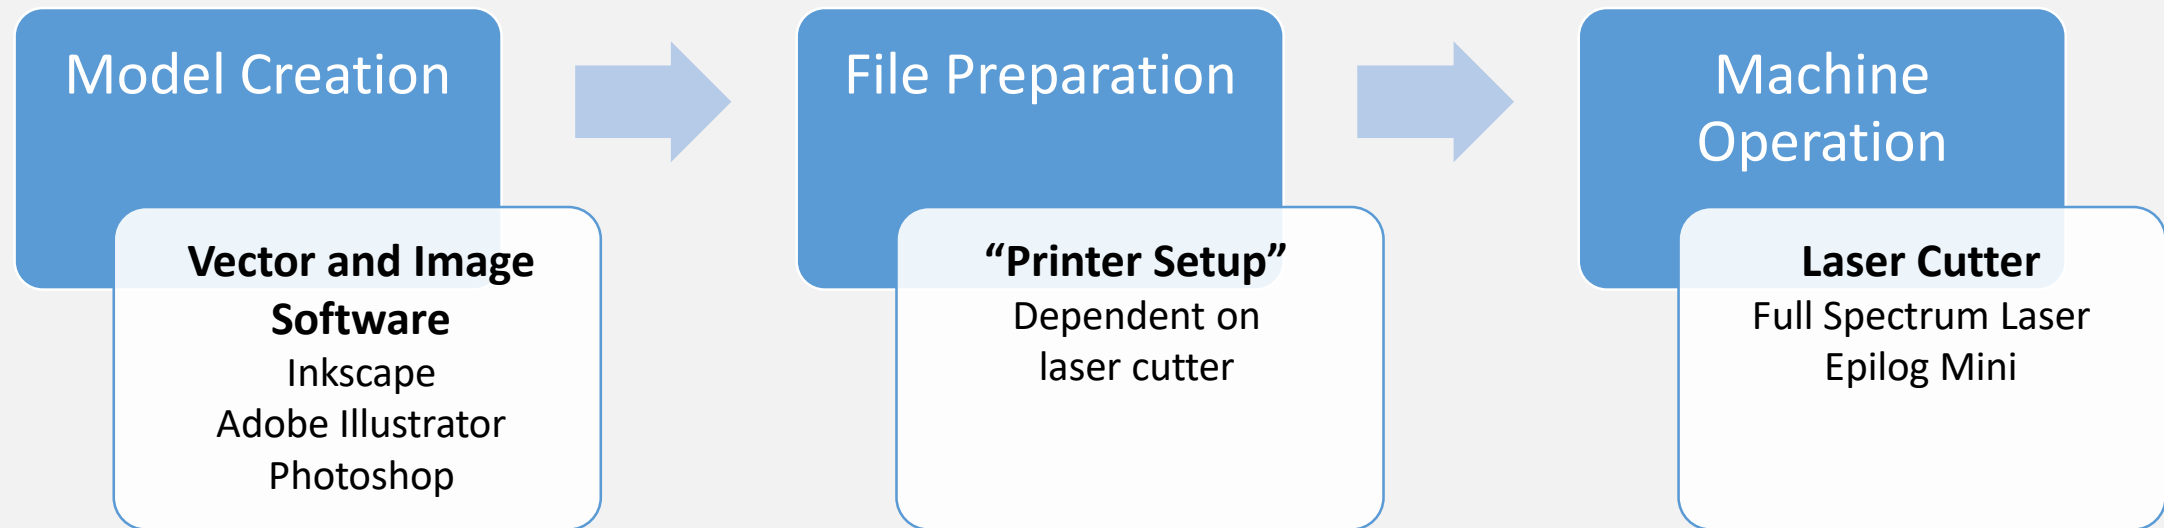 Model Creation
Vector and Image
Software
Inkscape
Adobe Illustrator
Photoshop
File Preparation
“Printer Setup”
Dependent on
laser cutter
Machine
Operation
Laser Cutter
Full Spectrum Laser
Epilog Mini